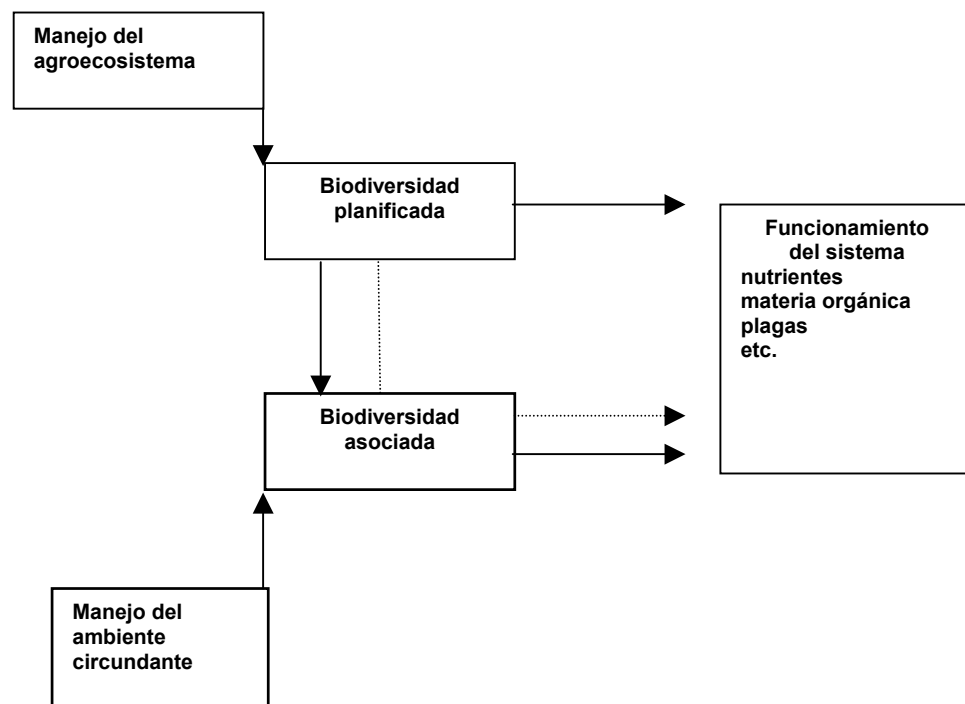 Manejo del
agroecosistema
Biodiversidad
planificada
Funcionamiento
del sistema
nutrientes
materia orgánica
plagas
etc.
Biodiversidad
asociada
Manejo del
ambiente
circundante